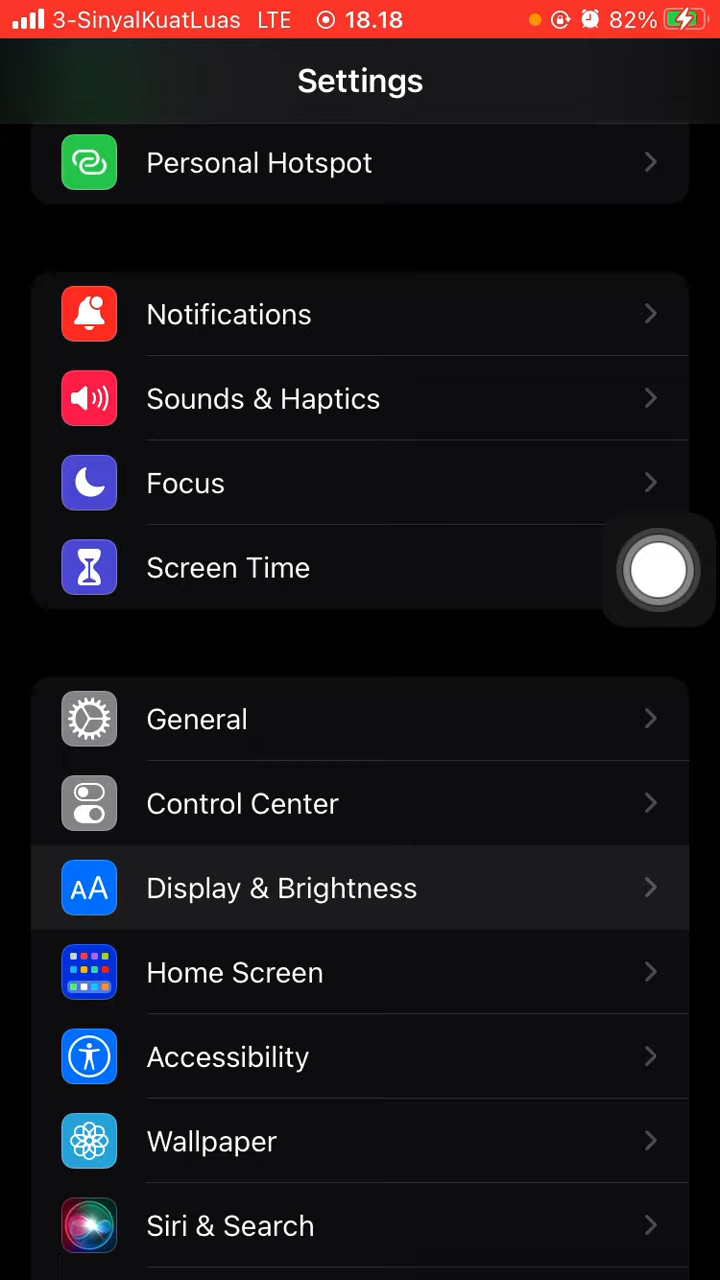 3-SinyalKuatLuas LTE 18.18 82%
Settings
Personal Hotspot
Notifications
Sounds & Haptics
Focus
Screen Time
General
Control Center
AA Display & Brightness
Home Screen
Accessibility
Wallpaper
Siri & Search